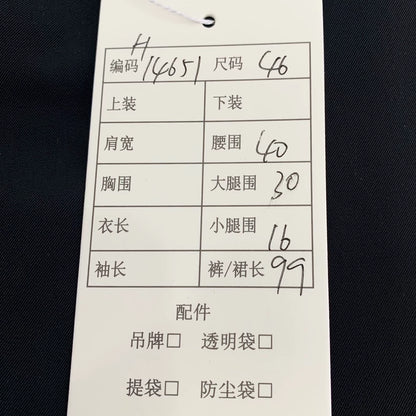 编码 H14651 尺码 46
上装 下装
肩宽 腰围 40
胸围 大腿围 30
衣长 小腿围 16
袖长 裤/裙长 99
配件
吊牌□ 透明袋□
提袋□ 防尘袋□